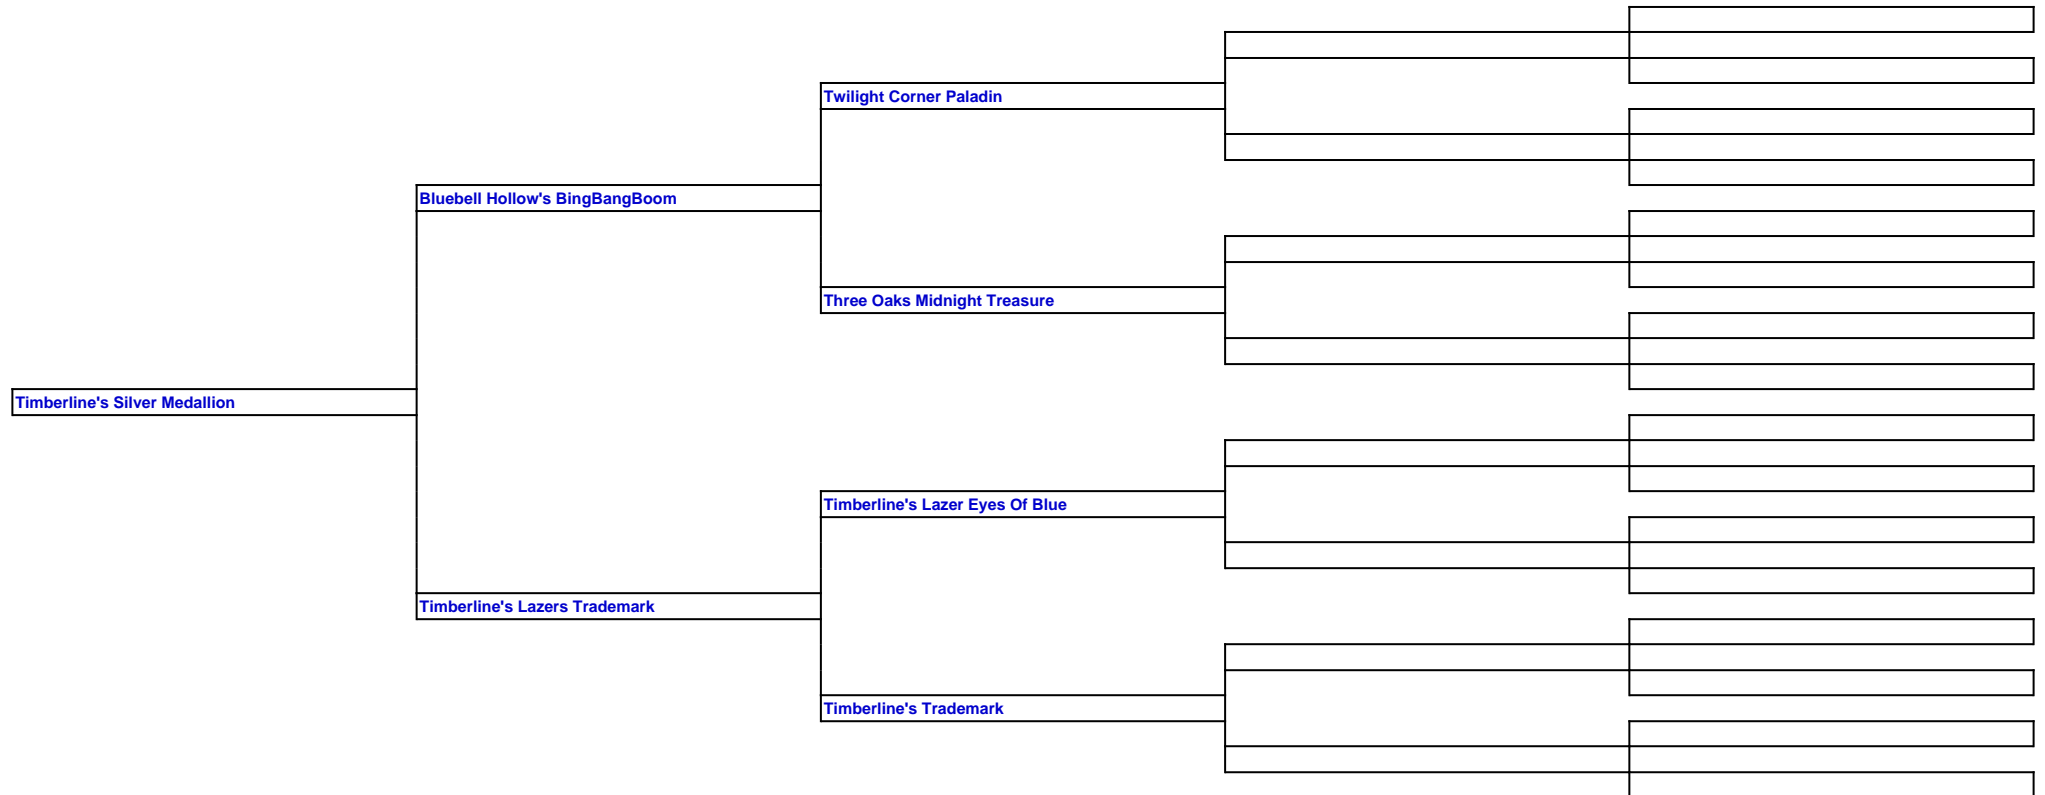 Twilight Corner Paladin
Bluebell Hollow's BingBangBoom
Three Oaks Midnight Treasure
Timberline's Silver Medallion
Timberline's Lazer Eyes Of Blue
Timberline's Lazers Trademark
Timberline's Trademark